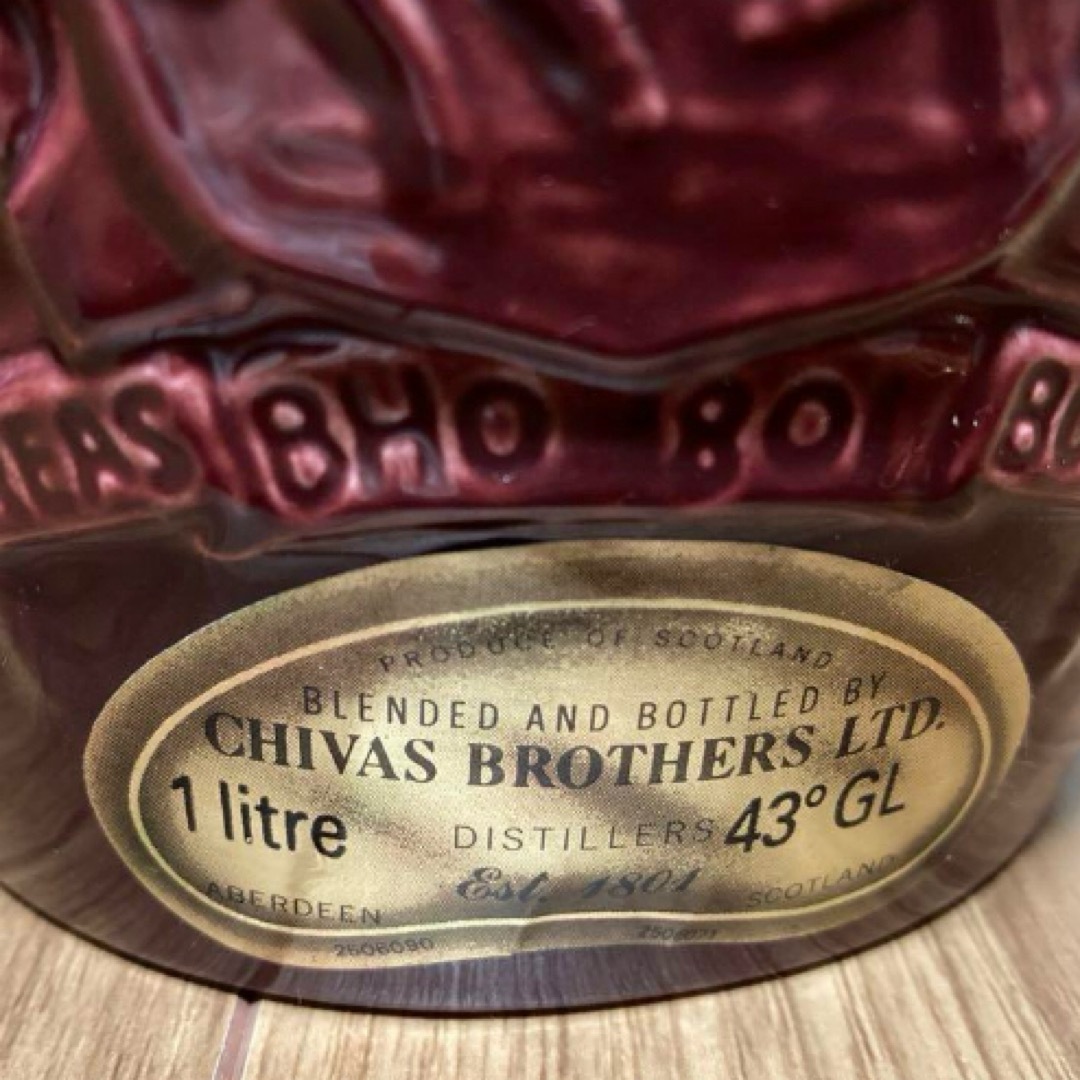 BHO BOI
PRODUCE OF SCOTLAND
BLENDED AND BOTTLED BY
CHIVAS BROTHERS LTD.
1 litre
DISTILLERS
43° GL
Est. 1801
ABERDEEN
SCOTLAND
2506090